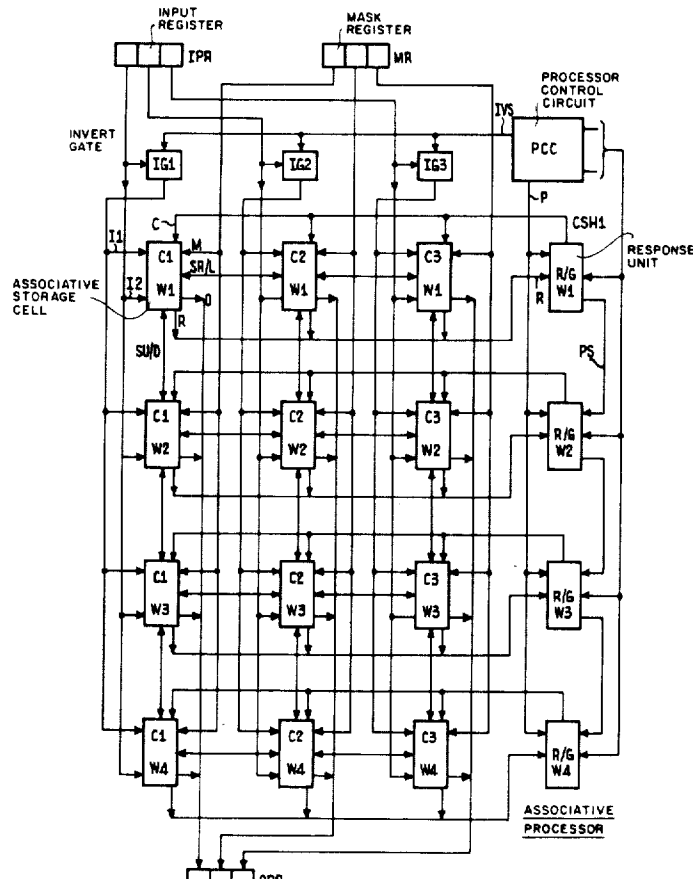 INPUT
REGISTER
IPR
MASK
REGISTER
MR
PROCESSOR
CONTROL
CIRCUIT
IVS
PCC
INVERT
GATE
IG1
IG2
IG3
P
C
CSW1
I1
M
C1
C2
C3
RESPONSE
UNIT
SR/L
R/G
ASSOCIATIVE
STORAGE
CELL
I2
W1
O
W1
W1
R
W1
R
SU/D
PS
C1
C2
C3
R/G
W2
W2
W2
W2
C1
C2
C3
R/G
W3
W3
W3
W3
C1
C2
C3
R/G
W4
W4
W4
W4
ASSOCIATIVE
PROCESSOR